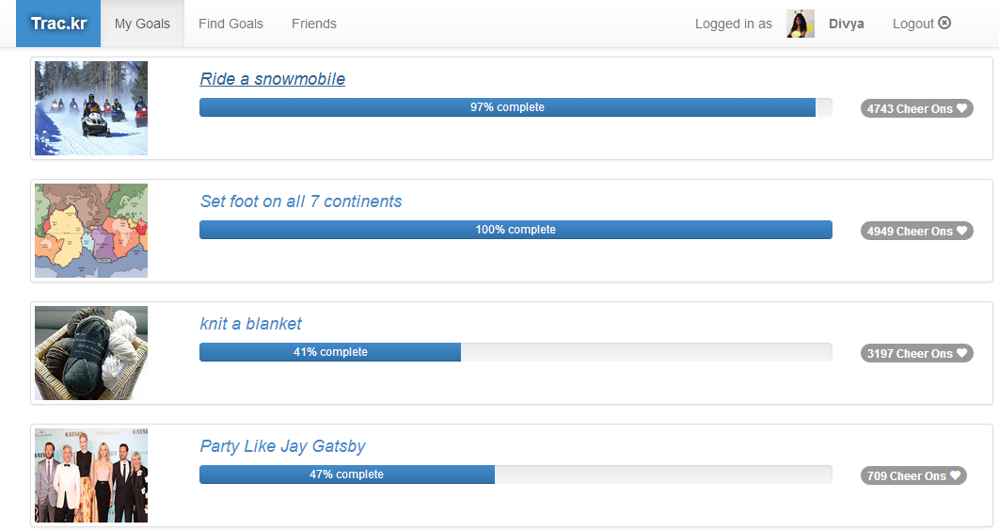 Trac.kr My Goals Find Goals Friends Logged in as Divya Logout
Ride a snowmobile
97% complete
4743 Cheer Ons
Set foot on all 7 continents
100% complete
4949 Cheer Ons
knit a blanket
41% complete
3197 Cheer Ons
Party Like Jay Gatsby
47% complete
709 Cheer Ons